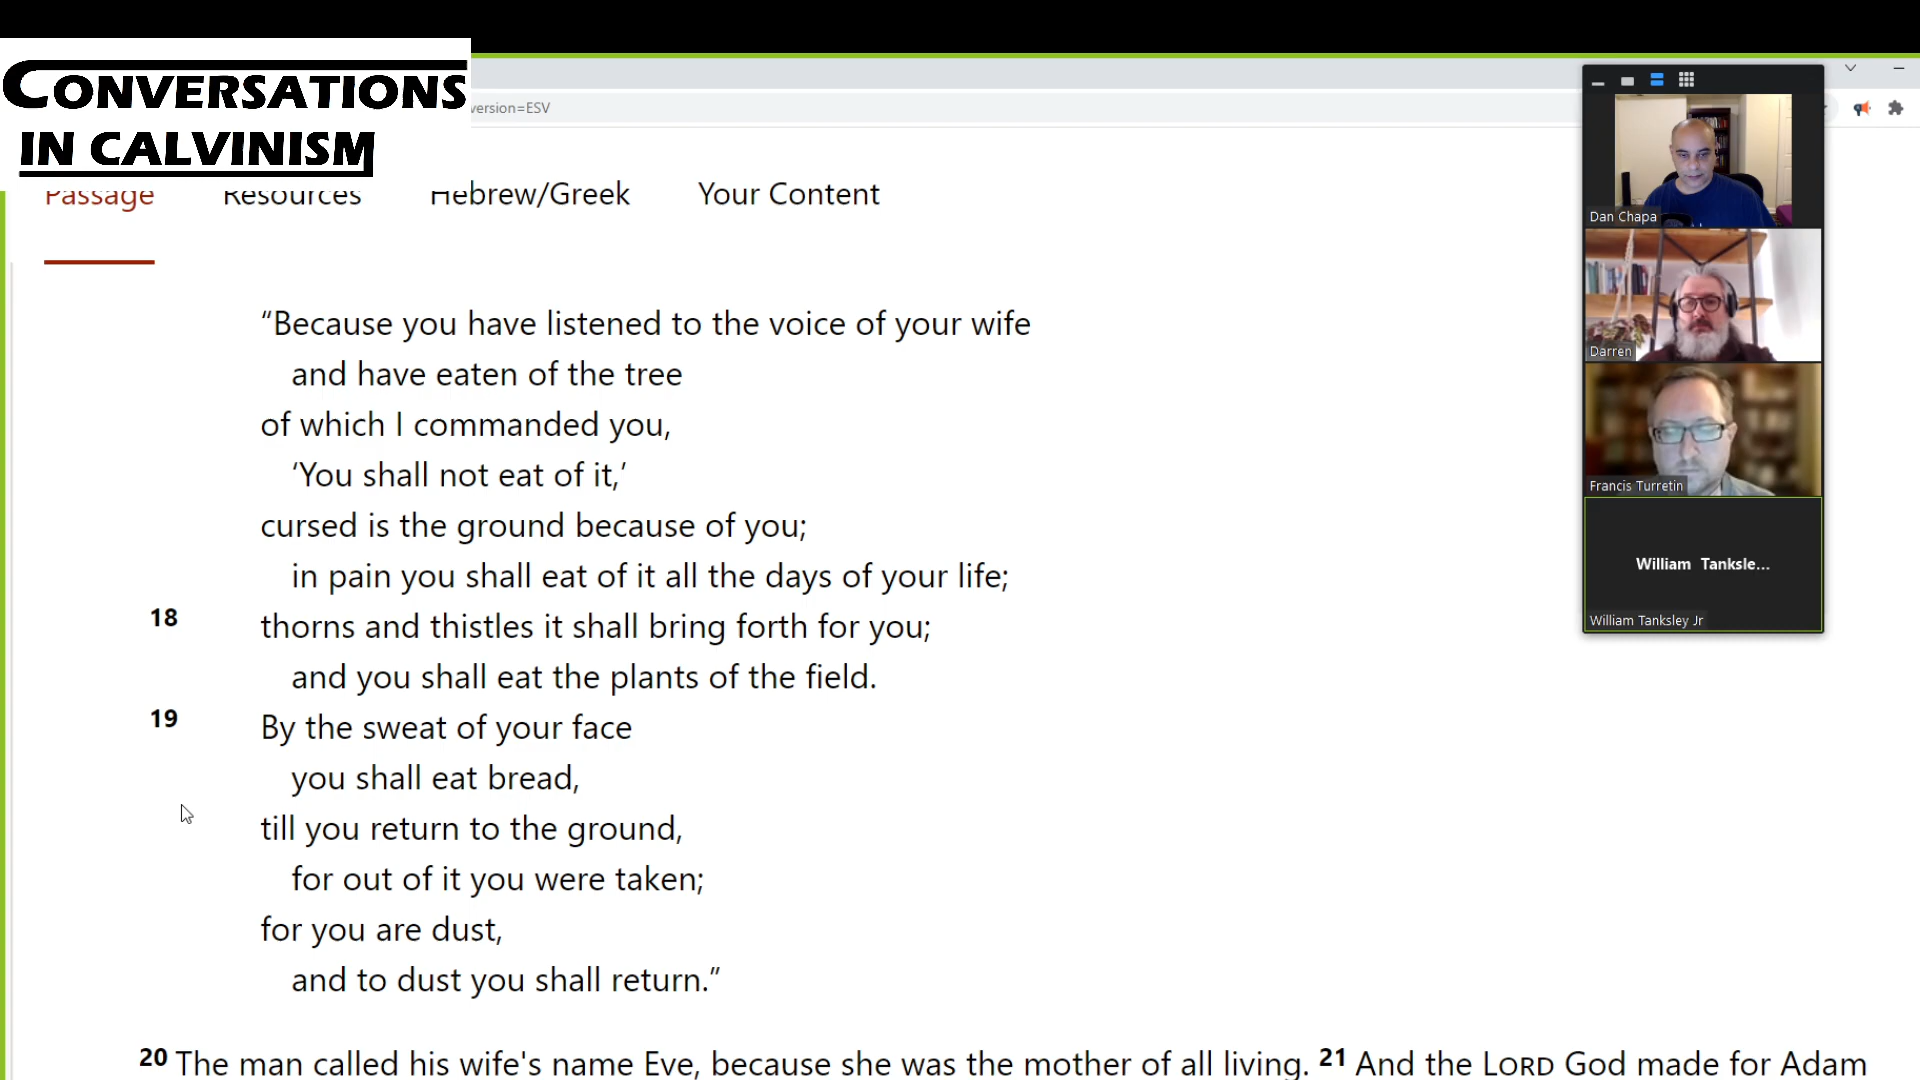 CONVERSATIONS
IN CALVINISM
version=ESV
Passage
Resources
Hebrew/Greek
Your Content
“Because you have listened to the voice of your wife
and have eaten of the tree
of which I commanded you,
‘You shall not eat of it,’
cursed is the ground because of you;
in pain you shall eat of it all the days of your life;
18 thorns and thistles it shall bring forth for you;
and you shall eat the plants of the field.
19 By the sweat of your face
you shall eat bread,
till you return to the ground,
for out of it you were taken;
for you are dust,
and to dust you shall return.”
20 The man called his wife's name Eve, because she was the mother of all living. 21 And the LORD God made for Adam
Dan Chapa
Darren
Francis Turretin
William Tanksle...
William Tanksley Jr